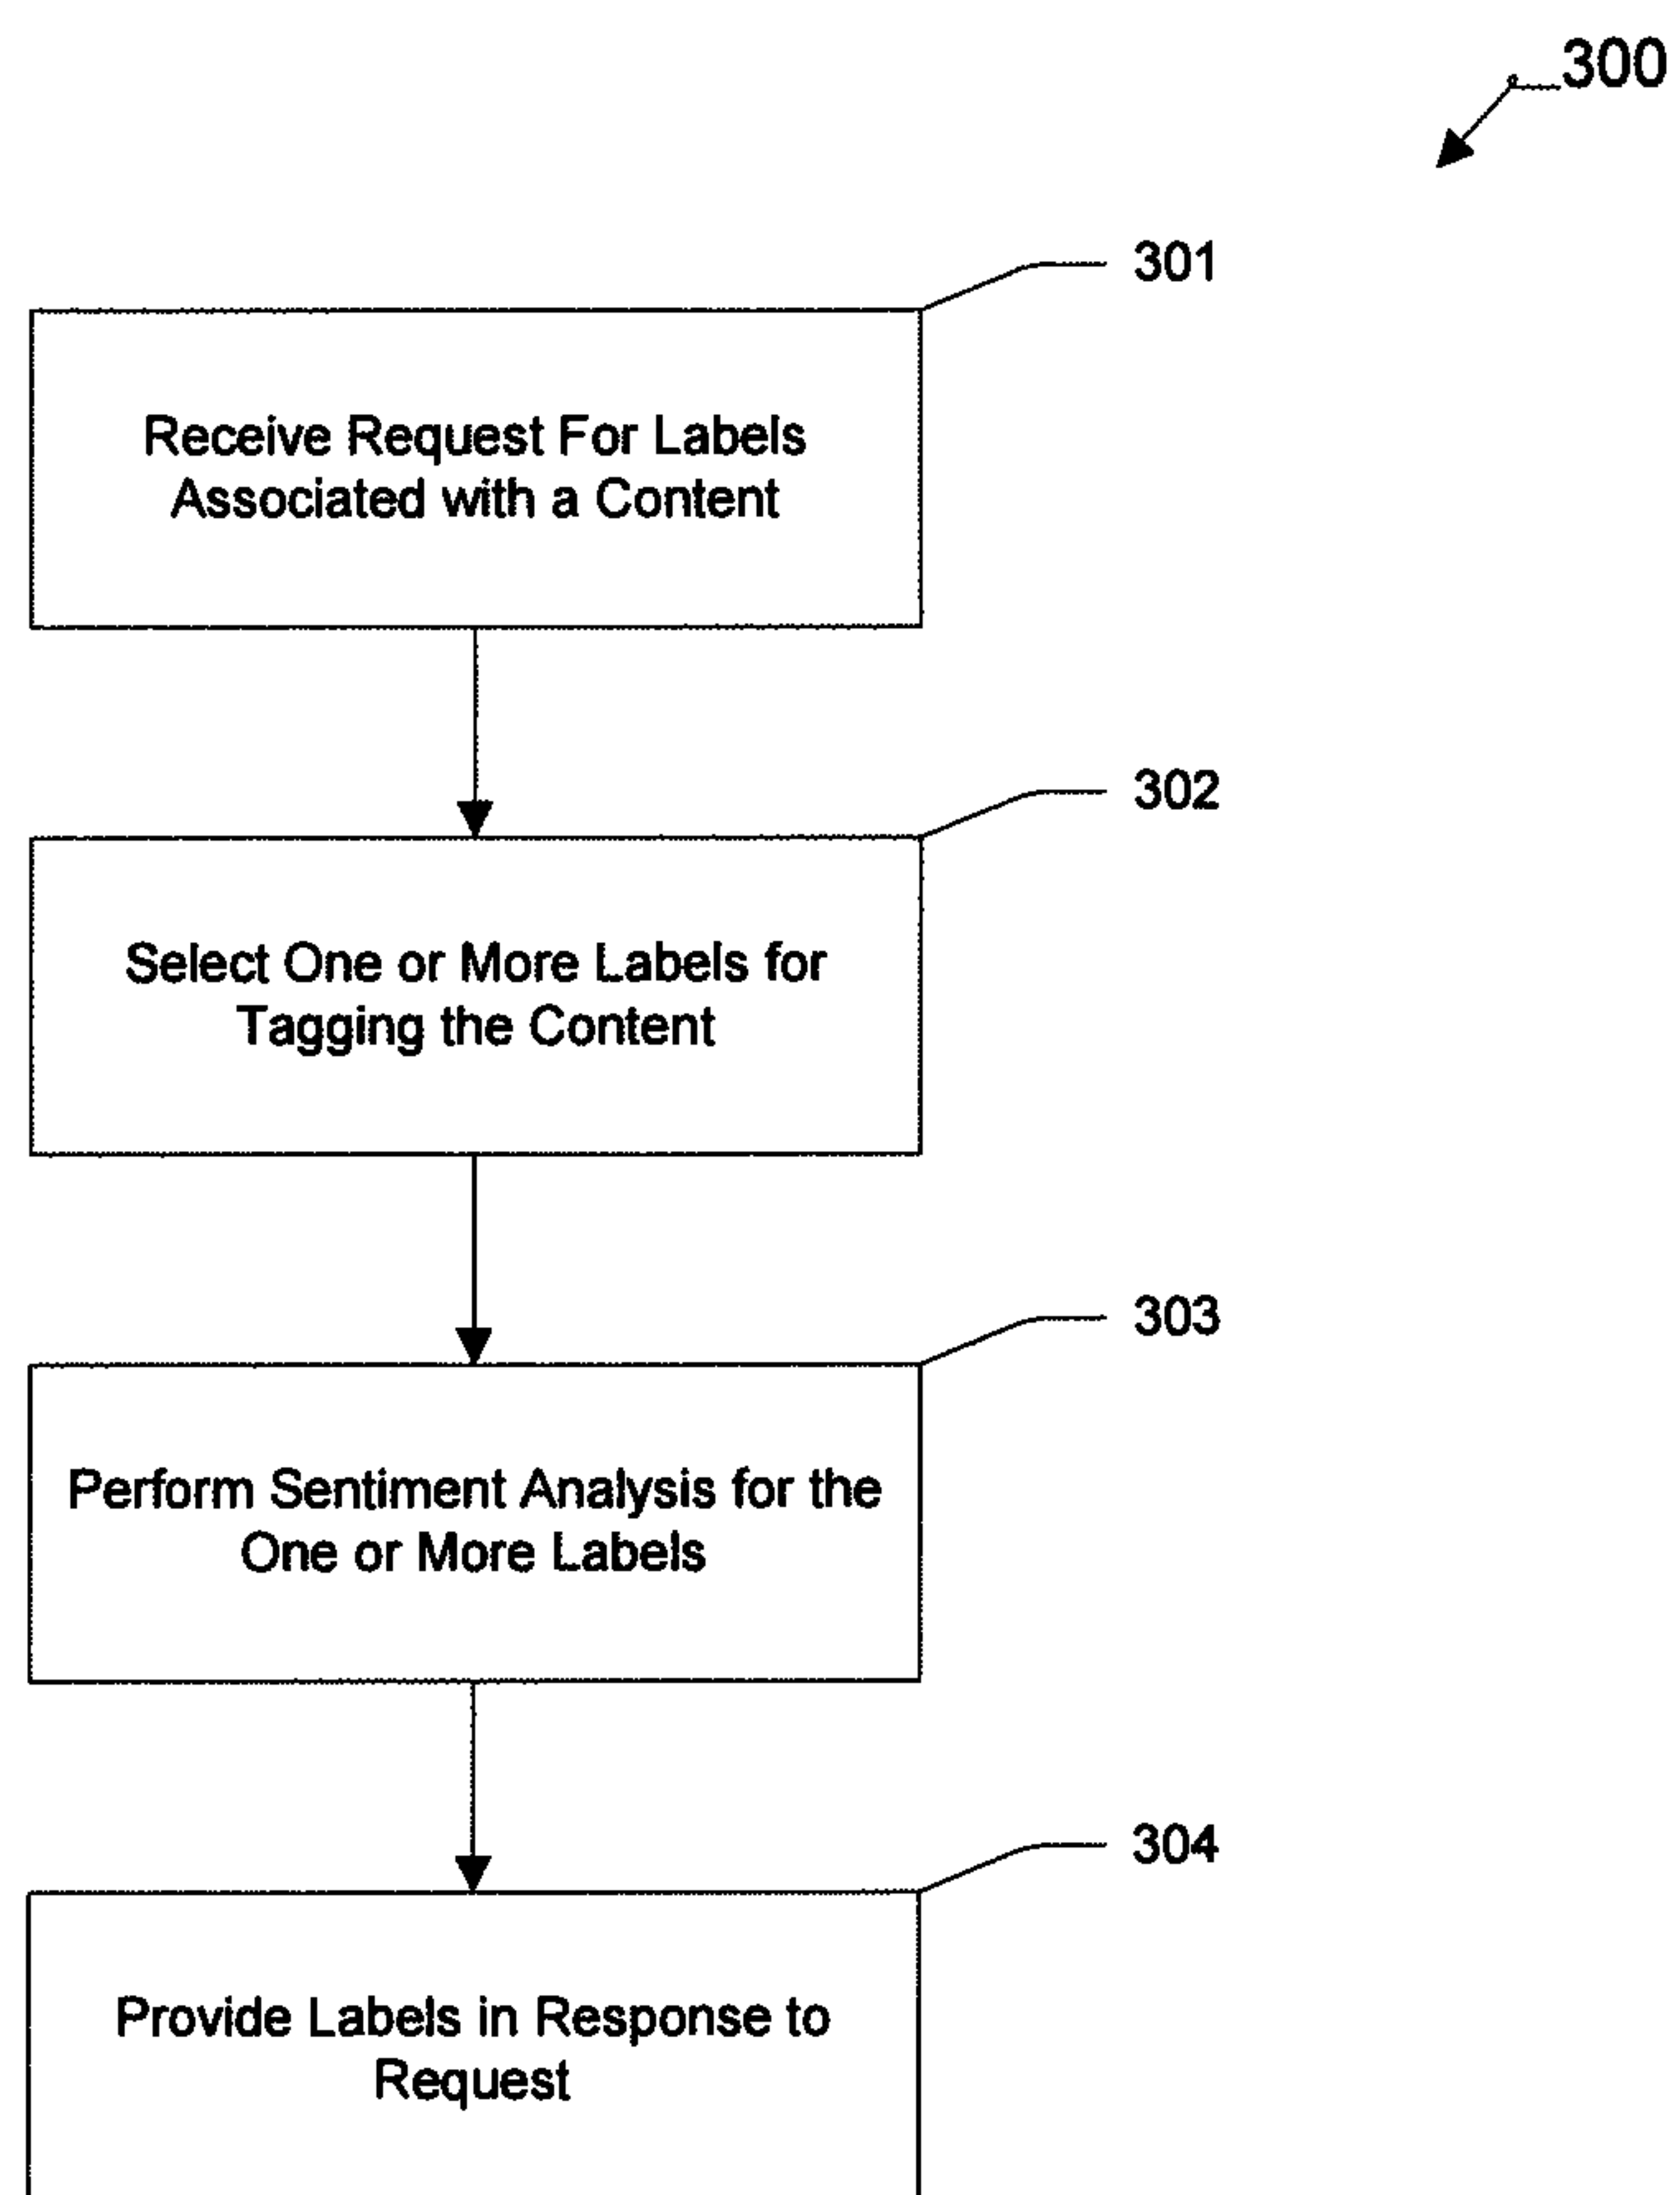 300
301
Receive Request For Labels
Associated with a Content
302
Select One or More Labels for
Tagging the Content
303
Perform Sentiment Analysis for the
One or More Labels
304
Provide Labels in Response to
Request